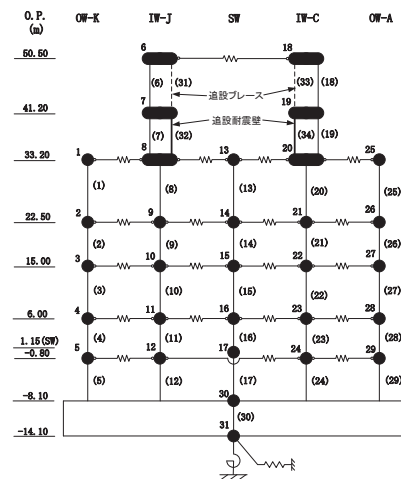 O.P. OW-K IW-J SW IW-C OW-A
(m)
50.50 6 18
(6) (31) (33) (18)
追設ブレース
41.20 7 19
追設耐震壁
(7) (32) (34) (19)
33.20 1 8 13 20 25
(1) (8) (13) (20) (25)
22.50 2 9 14 21 26
(2) (9) (14) (21) (26)
15.00 3 10 15 22 27
(3) (10) (15) (22) (27)
6.00 4 11 16 23 28
(4) (11) (16) (23) (28)
1.15(SW) 17
-0.80 5 12 24 29
(5) (12) (17) (24) (29)
-8.10 30
(30)
-14.10 31